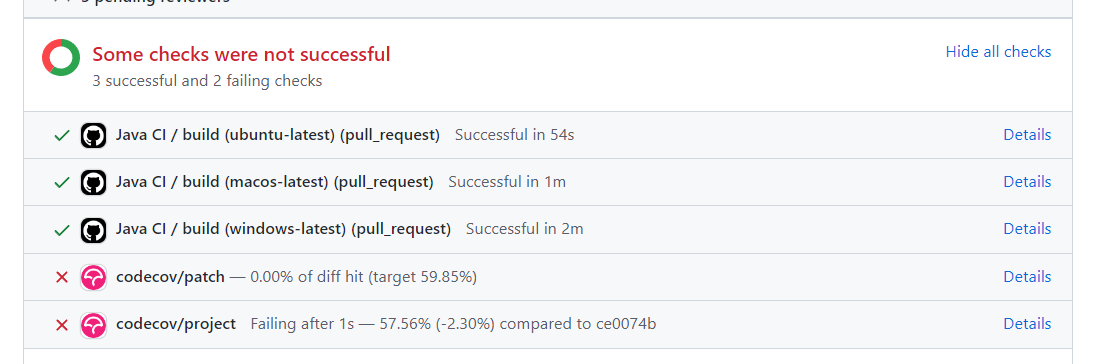 3 pending reviewers
Some checks were not successful
Hide all checks
3 successful and 2 failing checks
Java CI / build (ubuntu-latest) (pull_request) Successful in 54s Details
Java CI / build (macos-latest) (pull_request) Successful in 1m Details
Java CI / build (windows-latest) (pull_request) Successful in 2m Details
codecov/patch — 0.00% of diff hit (target 59.85%) Details
codecov/project Failing after 1s — 57.56% (-2.30%) compared to ce0074b Details